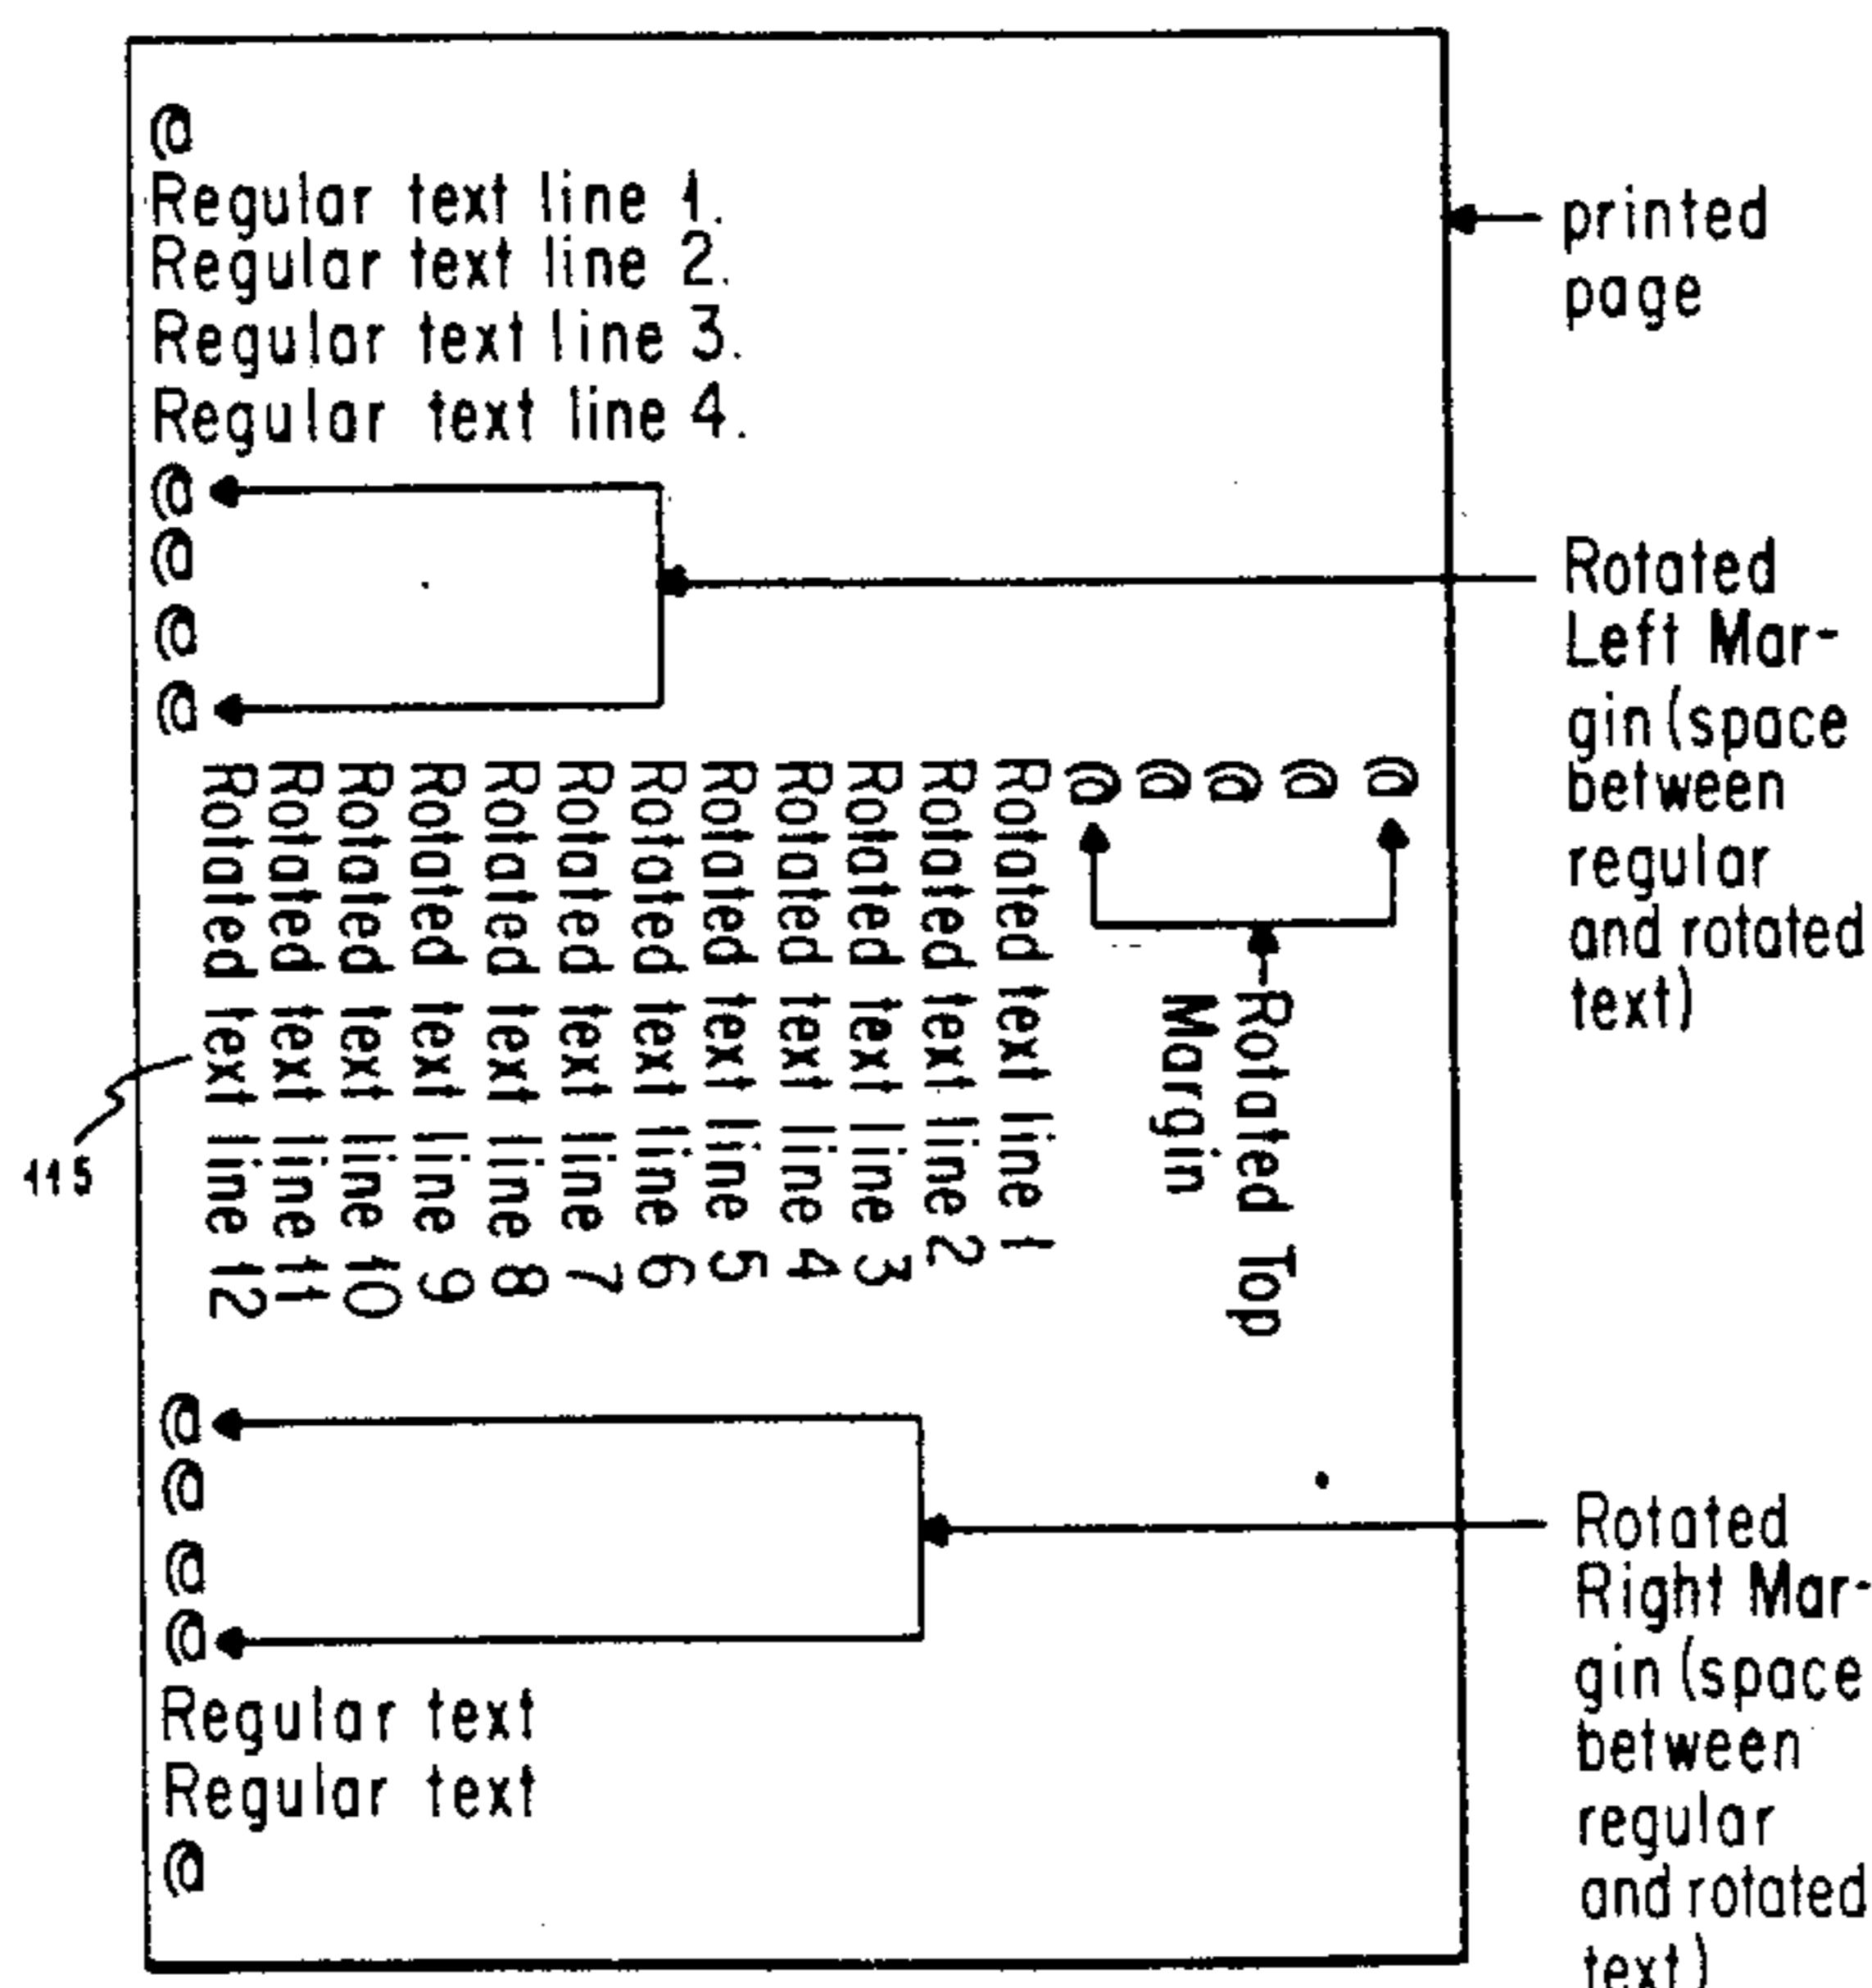 @
Regular text line 1.
Regular text line 2.
Regular text line 3.
Regular text line 4.
@
@
@
@
@
@
@
@
@
Rotated text line 1
Rotated text line 2
Rotated text line 3
Rotated text line 4
Rotated text line 5
Rotated text line 6
Rotated text line 7
Rotated text line 8
Rotated text line 9
Rotated text line 10
Rotated text line 11
Rotated text line 12
Rotated Top
Margin
115
@
@
@
@
Regular text
Regular text
@
printed
page
Rotated
Left Mar-
gin (space
between
regular
and rotated
text)
Rotated
Right Mar-
gin (space
between
regular
and rotated
text)